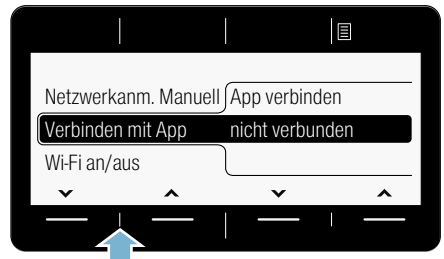 Netzwerkanm. Manuell App verbinden
Verbinden mit App nicht verbunden
Wi-Fi an/aus